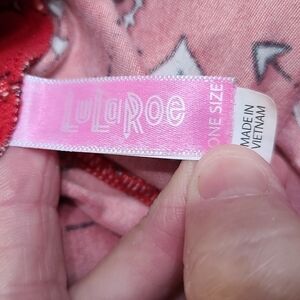 LuLaRoe
ONE SIZE
MADE IN
VIETNAM